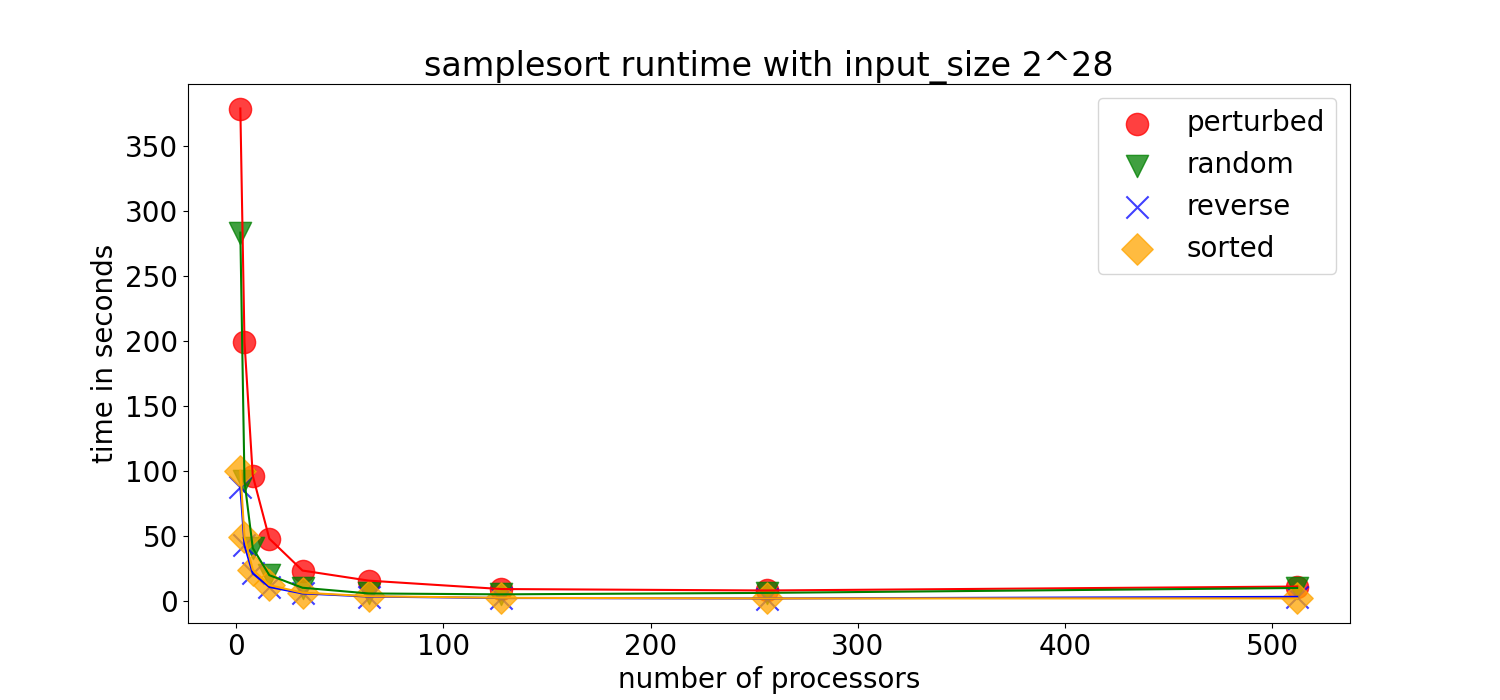 samplesort runtime with input_size 2^28
perturbed
random
reverse
sorted
time in seconds
350
300
250
200
150
100
50
0
0 100 200 300 400 500
number of processors